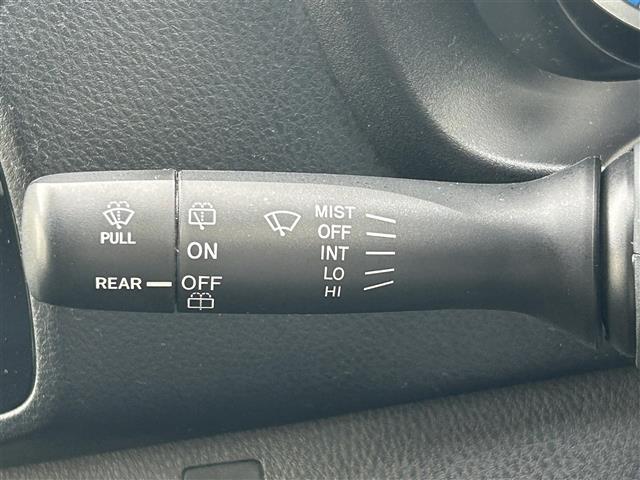 PULL
REAR
ON
OFF
MIST
OFF
INT
LO
HI